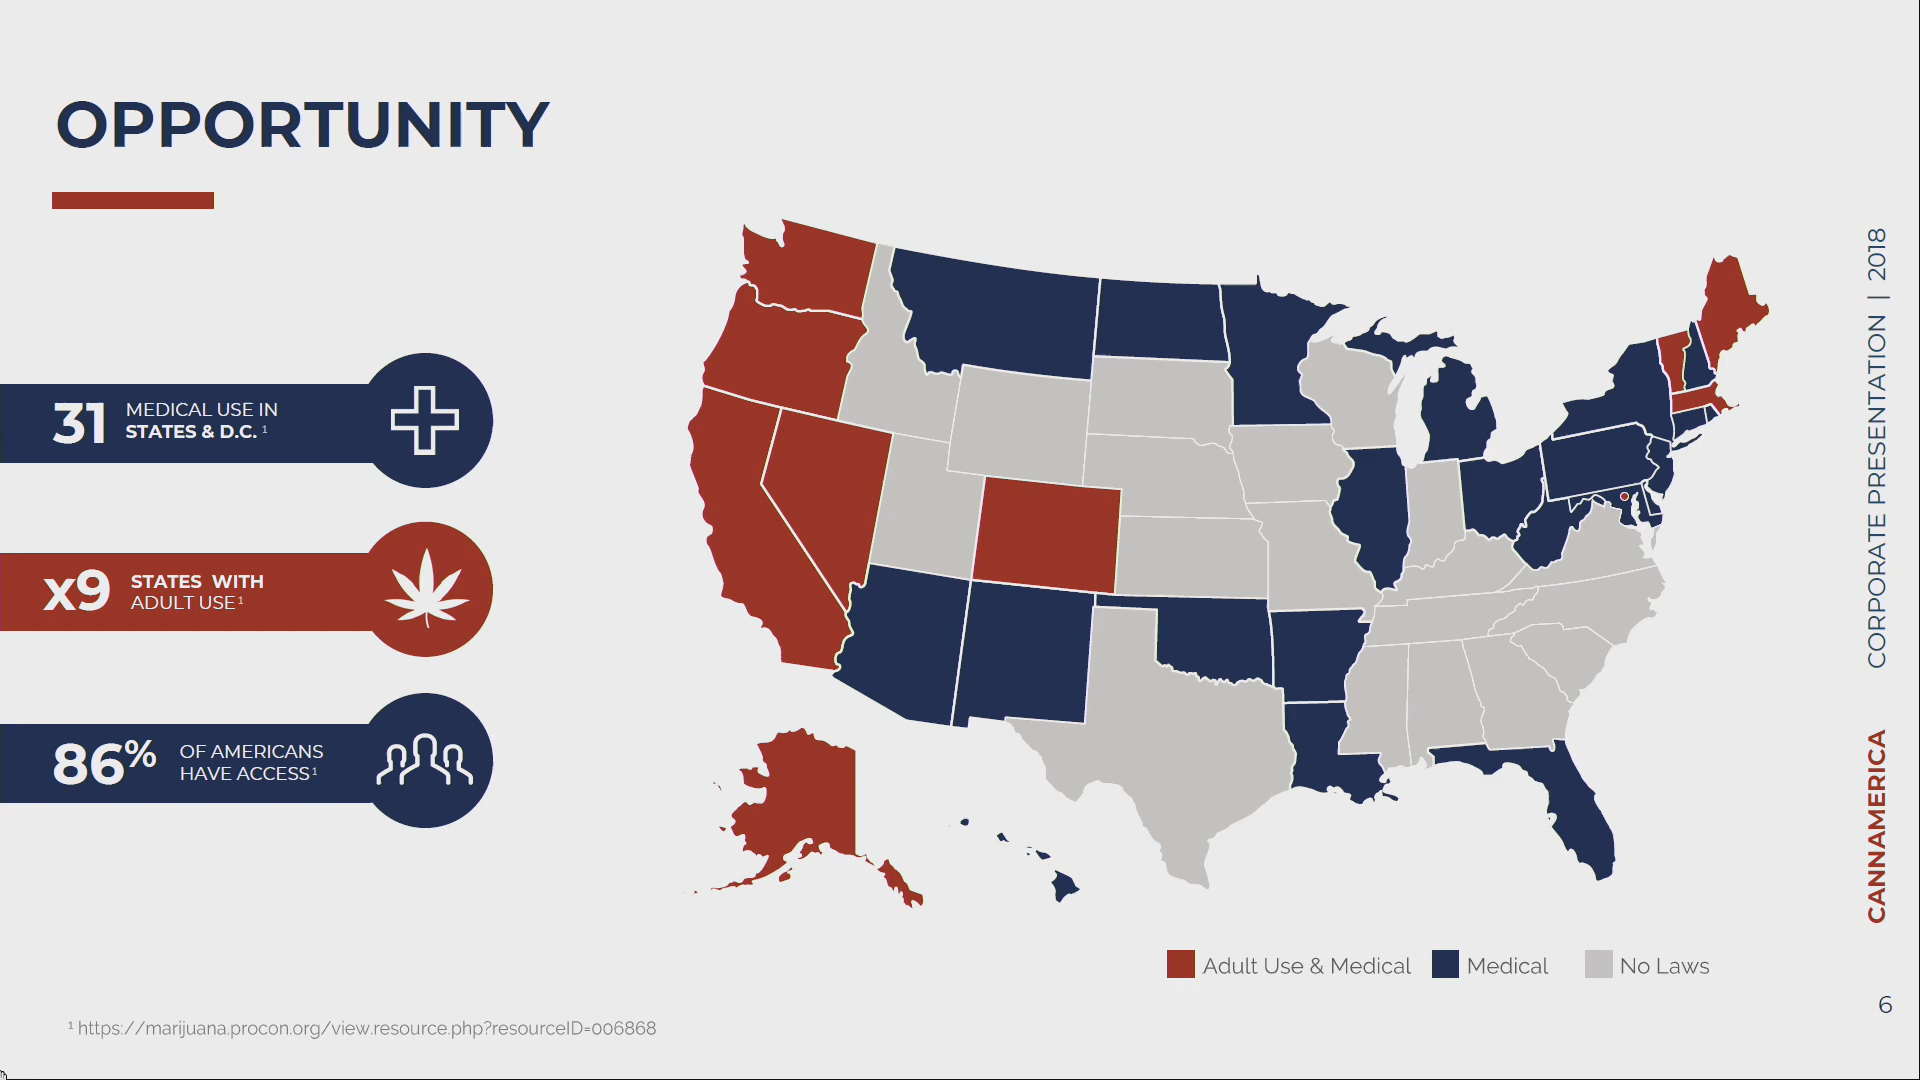 OPPORTUNITY
31 MEDICAL USE IN
STATES & D.C. ¹
x9 STATES WITH
ADULT USE ¹
86% OF AMERICANS
HAVE ACCESS ¹
Adult Use & Medical
Medical
No Laws
CANNAMERICA CORPORATE PRESENTATION | 2018
6
¹ https://marijuana.procon.org/view.resource.php?resourceID=006868